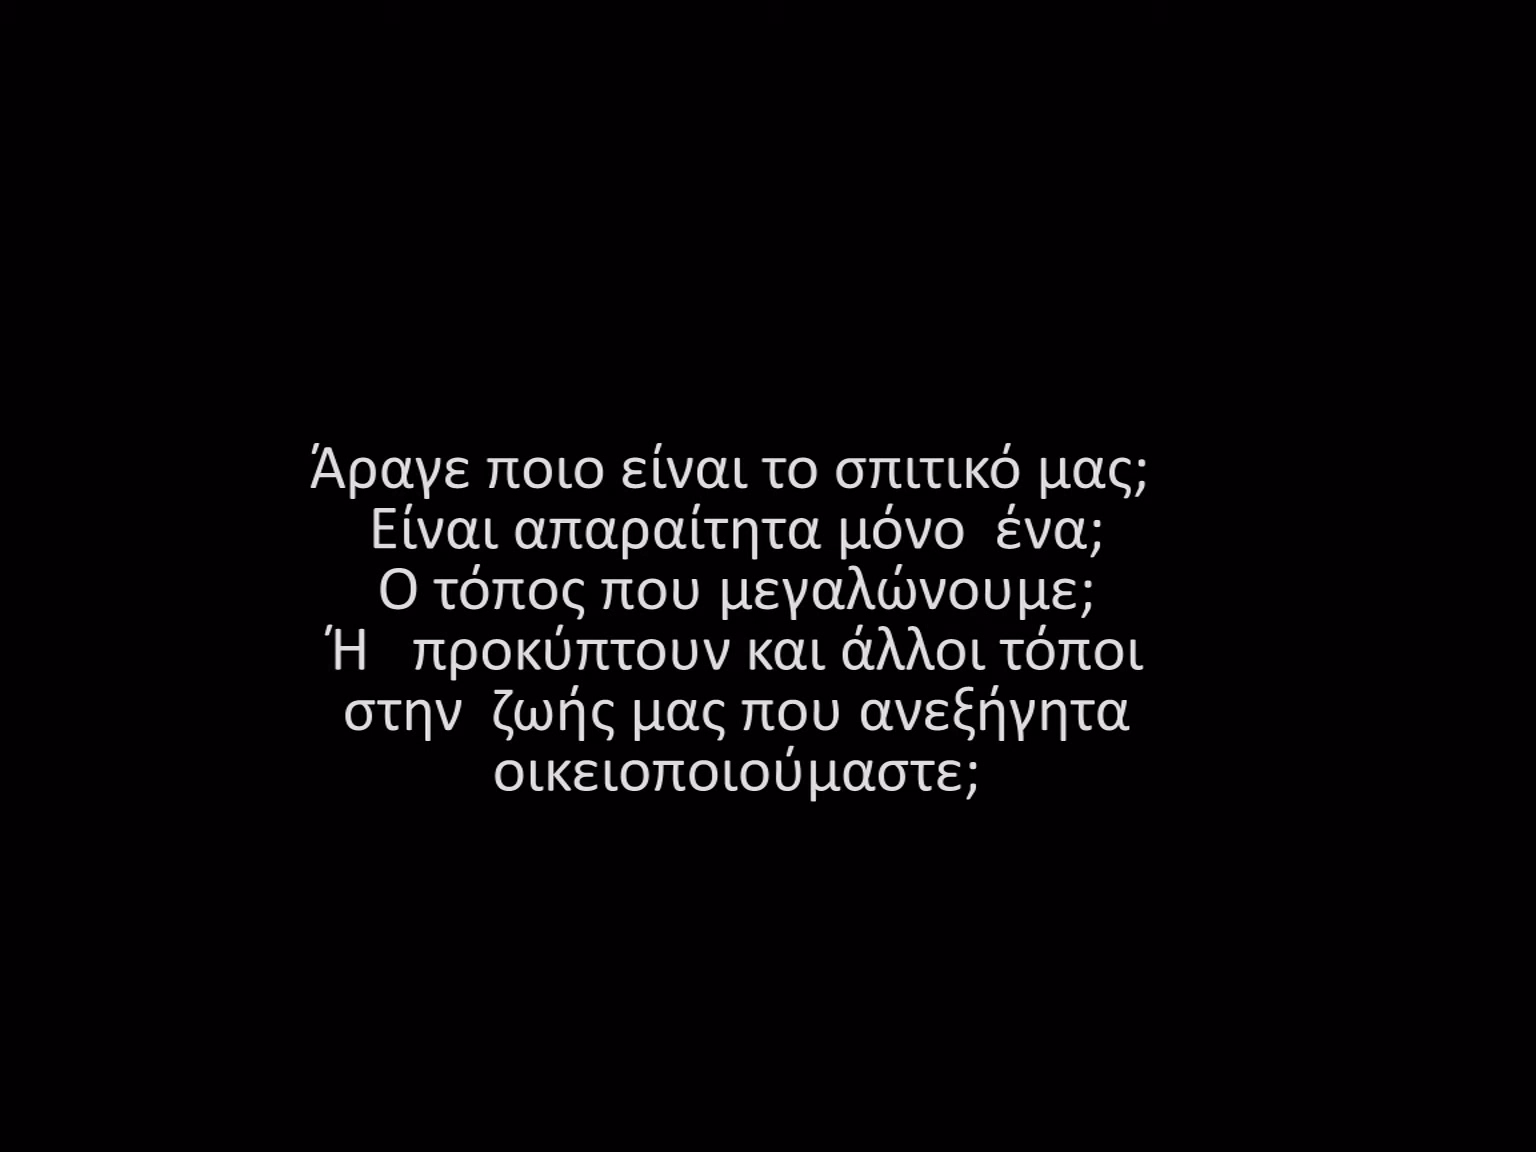 Άραγε ποιο είναι το σπιτικό μας;
Είναι απαραίτητα μόνο  ένα;
Ο τόπος που μεγαλώνουμε;
Ή   προκύπτουν και άλλοι τόποι
στην  ζωής μας που ανεξήγητα
οικειοποιούμαστε;